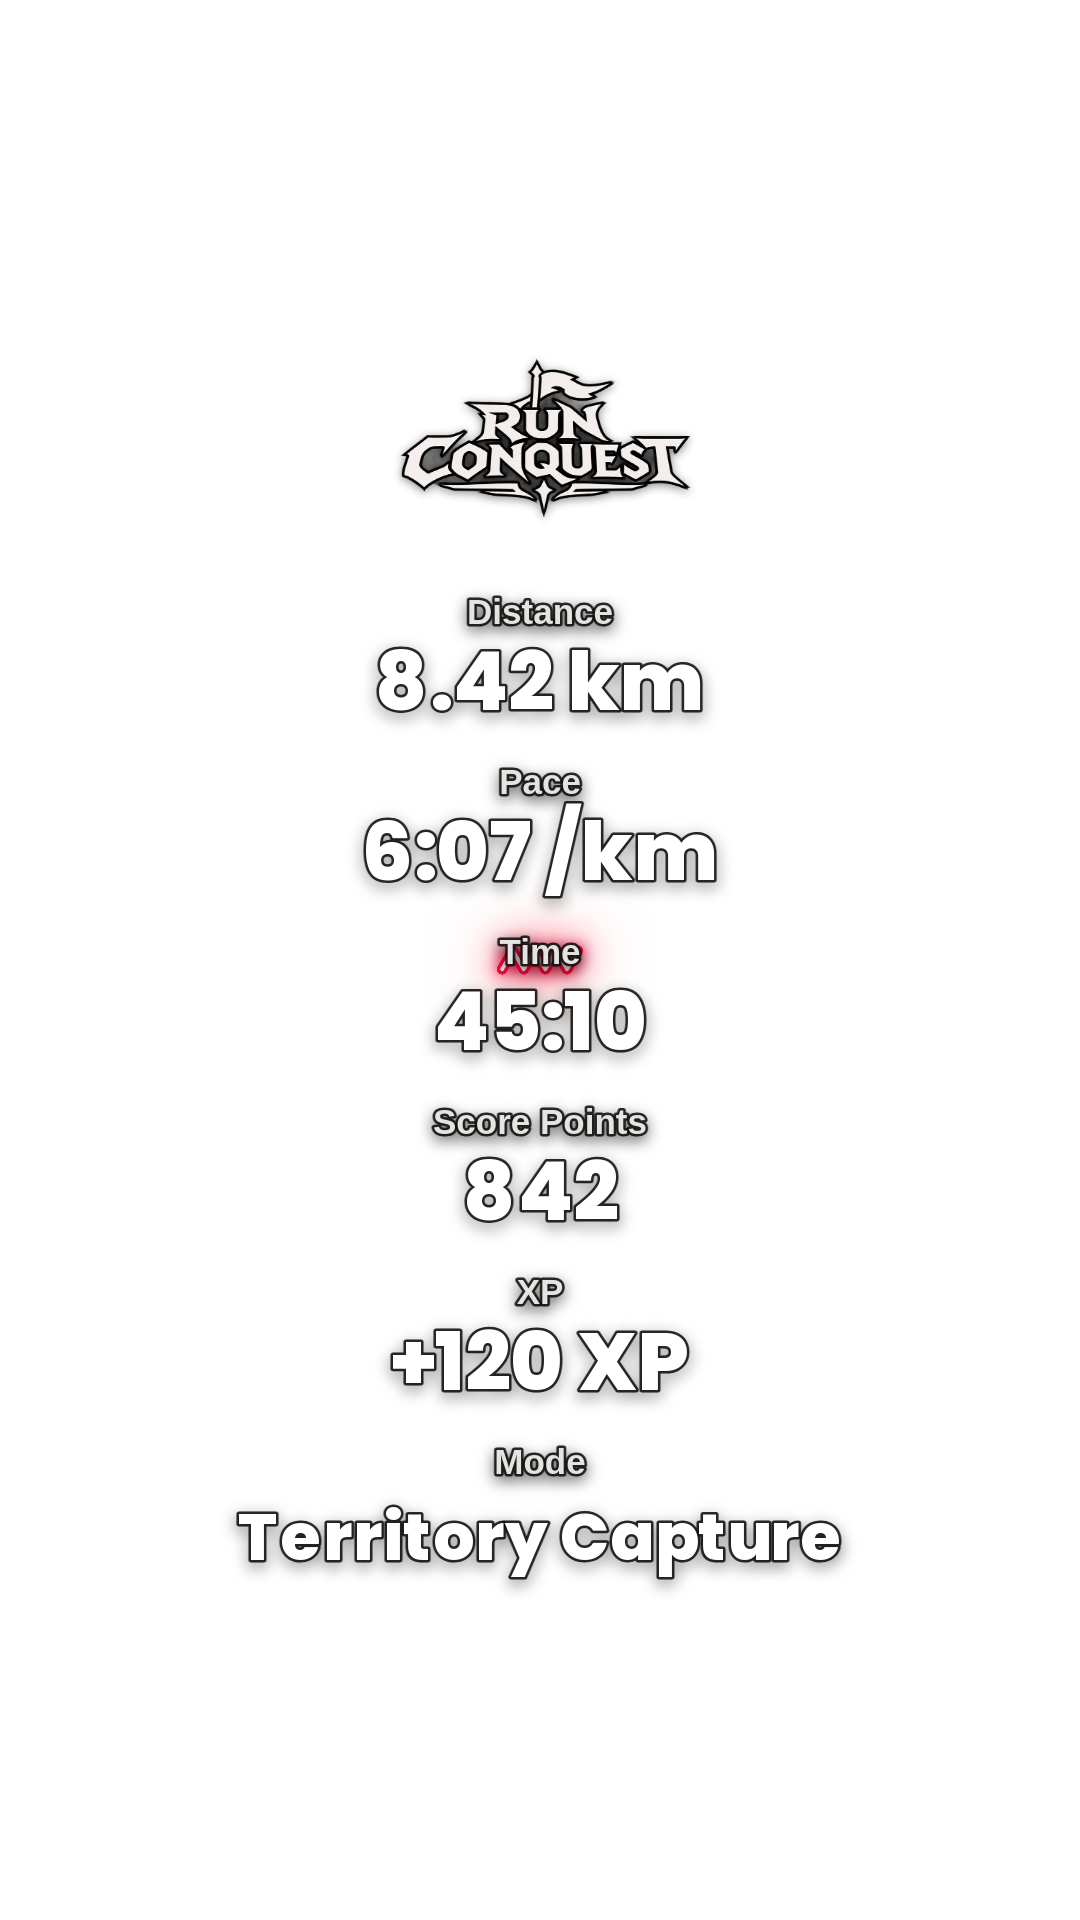 RUN
CONQUEST
Distance
8.42 km
Pace
6:07 /km
Time
45:10
Score Points
842
XP
+120 XP
Mode
Territory Capture